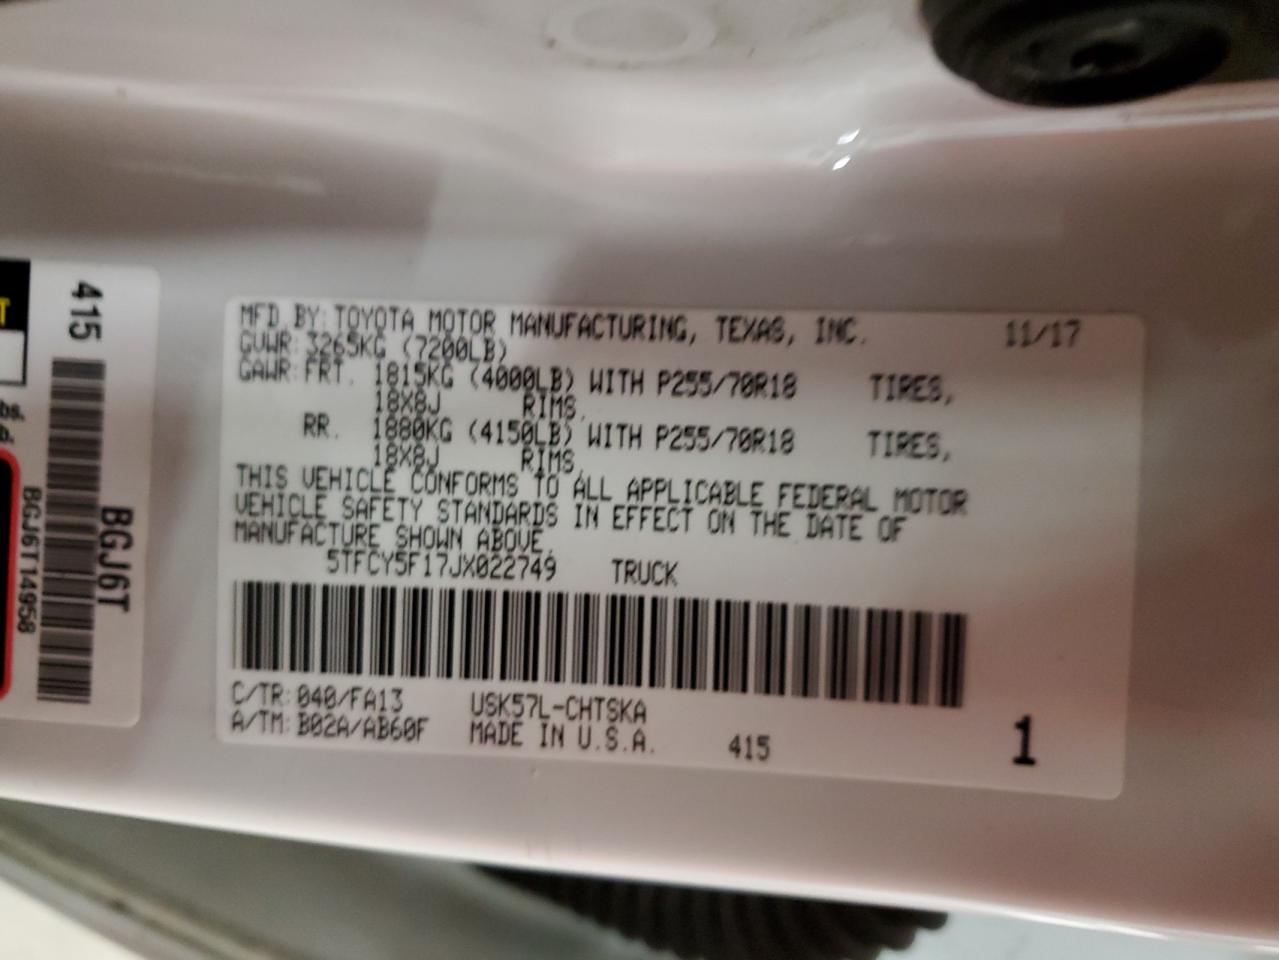 MFD. BY: TOYOTA MOTOR MANUFACTURING, TEXAS, INC. 11/17
GVWR: 3265KG (7200LB)
GAWR: FRT. 1815KG (4000LB) WITH P255/70R18 TIRES,
18X8J RIMS,
RR. 1880KG (4150LB) WITH P255/70R18 TIRES,
18X8J RIMS,
THIS VEHICLE CONFORMS TO ALL APPLICABLE FEDERAL MOTOR
VEHICLE SAFETY STANDARDS IN EFFECT ON THE DATE OF
MANUFACTURE SHOWN ABOVE.
5TFCY5F17JX022749 TRUCK
C/TR: 040/FA13 USK57L-CHTSKA
A/TM: B02A/AB60F MADE IN U.S.A. 415 1
415
BGJ6T
BGJ6T14958
T
bs.
b.